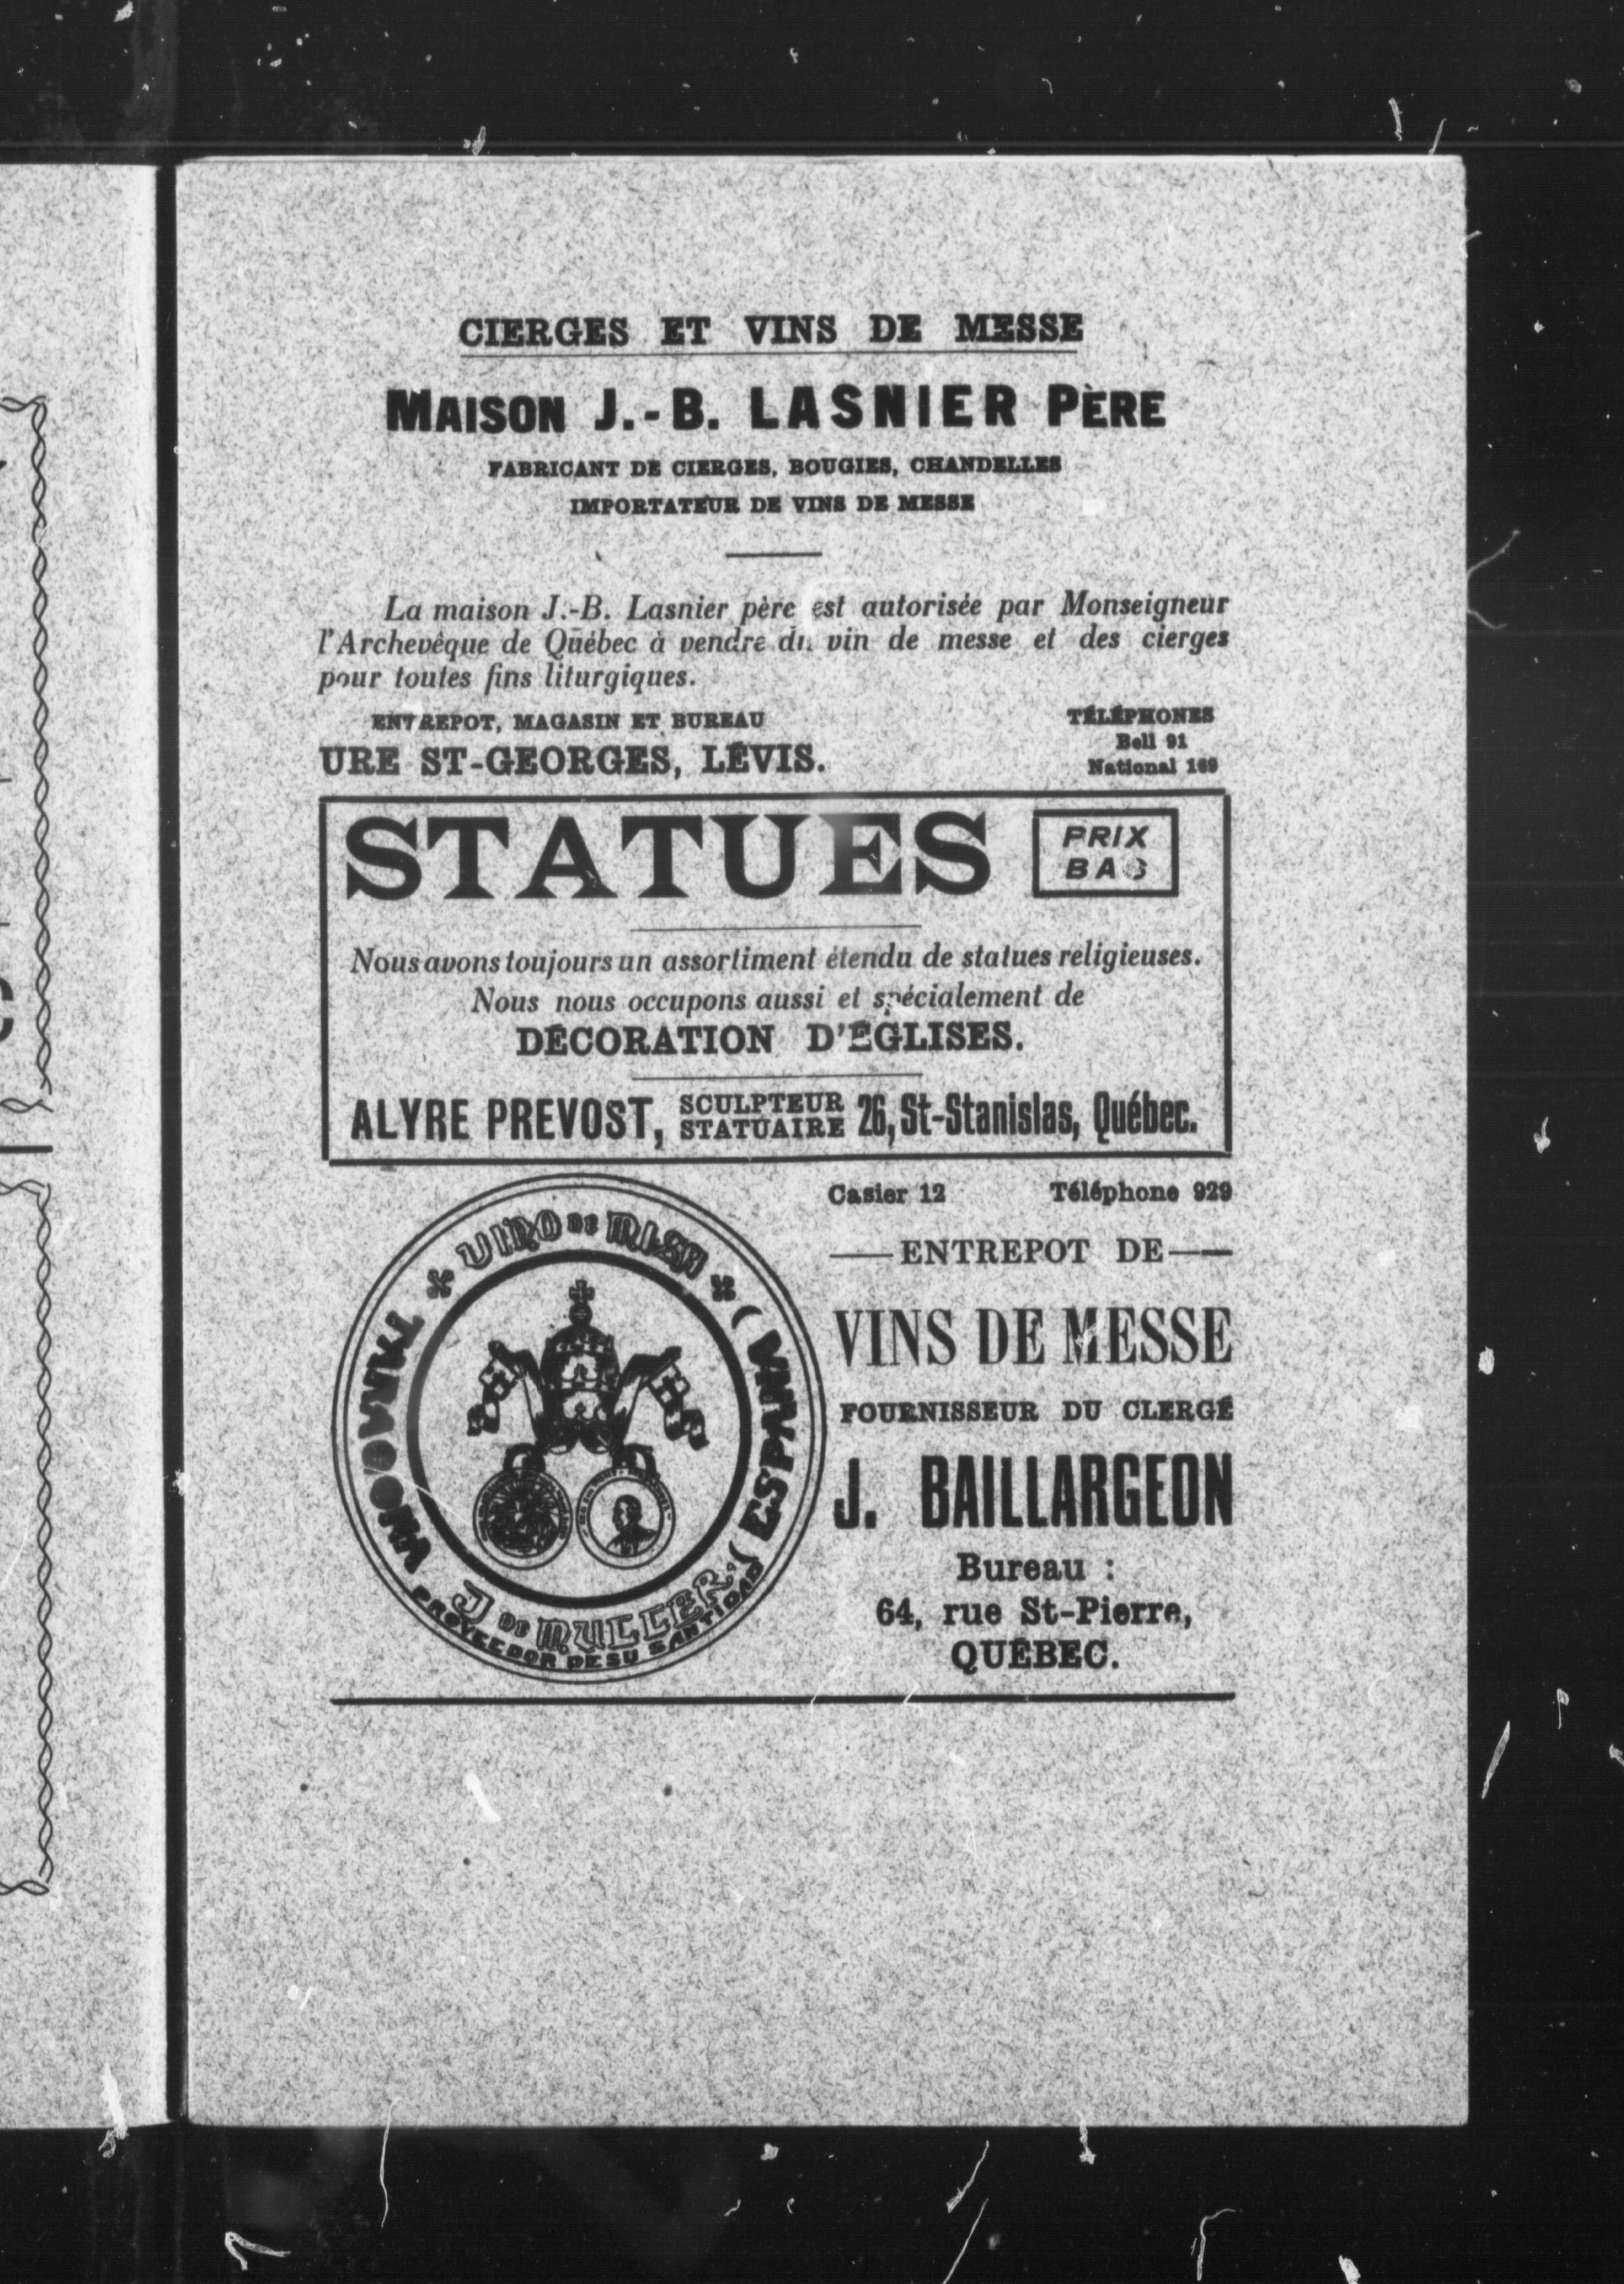 CIERGES ET VINS DE MESSE
MAISON J.-B. LASNIER PÈRE
FABRICANT DE CIERGES, BOUGIES, CHANDELLES
IMPORTATEUR DE VINS DE MESSE
La maison J.-B. Lasnier père est autorisée par Monseigneur
l'Archevêque de Québec à vendre du vin de messe et des cierges
pour toutes fins liturgiques.
ENTREPOT, MAGASIN ET BUREAU
URE ST-GEORGES, LÉVIS.
TÉLÉPHONES
Bell 91
National 169
STATUES
PRIX
BAS
Nous avons toujours un assortiment étendu de statues religieuses.
Nous nous occupons aussi et spécialement de
DÉCORATION D'ÉGLISES.
ALYRE PREVOST, SCULPTEUR STATUAIRE 26, St-Stanislas, Québec.
VINO DE MISA
TARAGONA
(ESPAÑA)
J DE MULLER
PROVEEDOR DE SU SANTIDAD
Casier 12 Téléphone 929
ENTREPOT DE
VINS DE MESSE
FOURNISSEUR DU CLERGÉ
J. BAILLARGEON
Bureau :
64, rue St-Pierre,
QUÉBEC.